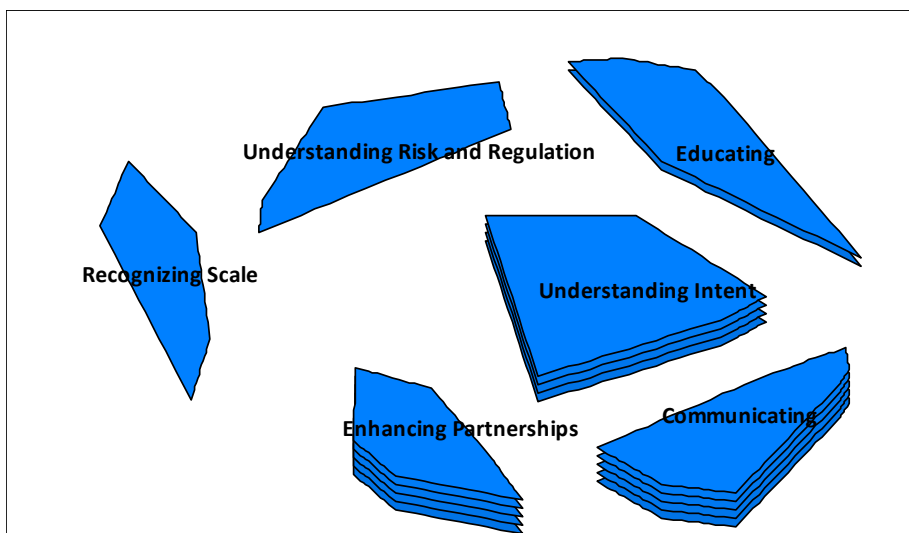 Understanding Risk and Regulation
Educating
Recognizing Scale
Understanding Intent
Enhancing Partnerships
Communicating